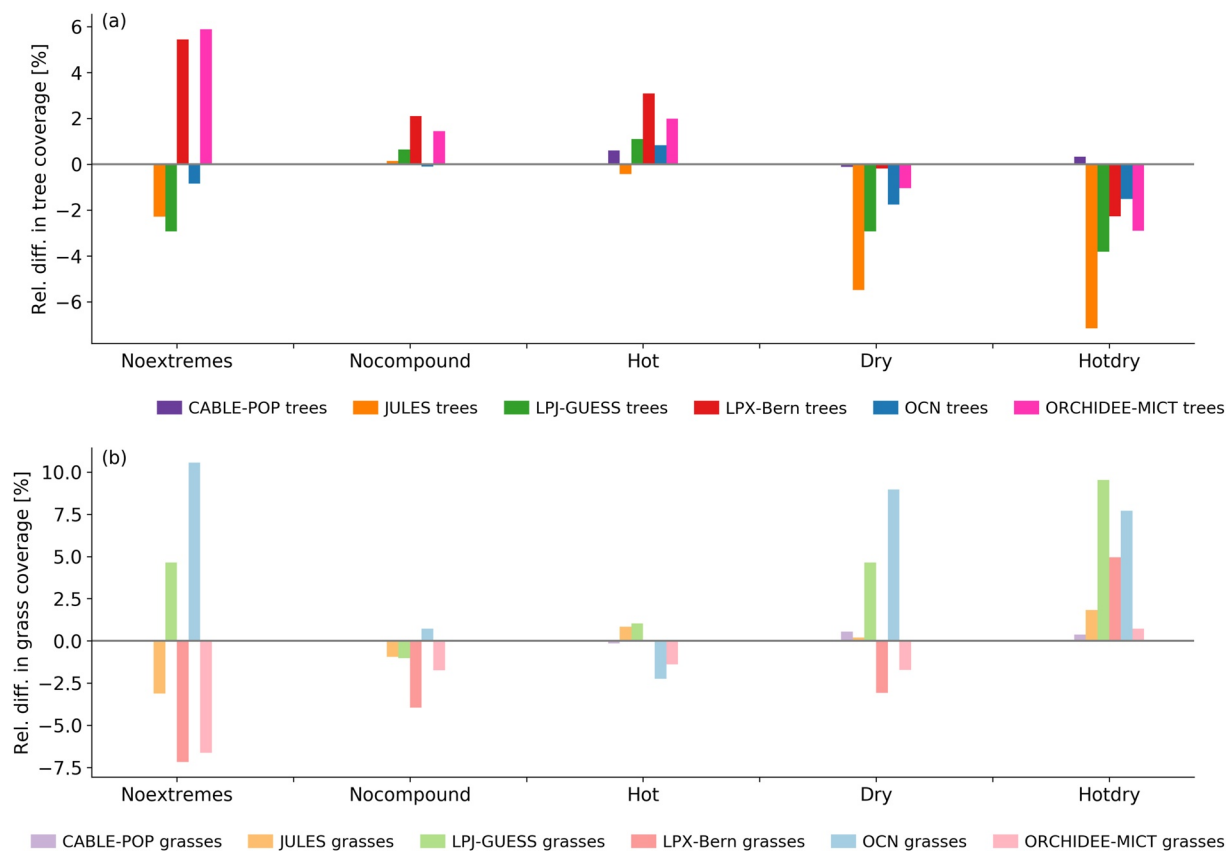 (a)
Rel. diff. in tree coverage [%]
6
4
2
0
−2
−4
−6
Noextremes Nocompound Hot Dry Hotdry
CABLE-POP trees JULES trees LPJ-GUESS trees LPX-Bern trees OCN trees ORCHIDEE-MICT trees
(b)
Rel. diff. in grass coverage [%]
10.0
7.5
5.0
2.5
0.0
−2.5
−5.0
−7.5
Noextremes Nocompound Hot Dry Hotdry
CABLE-POP grasses JULES grasses LPJ-GUESS grasses LPX-Bern grasses OCN grasses ORCHIDEE-MICT grasses